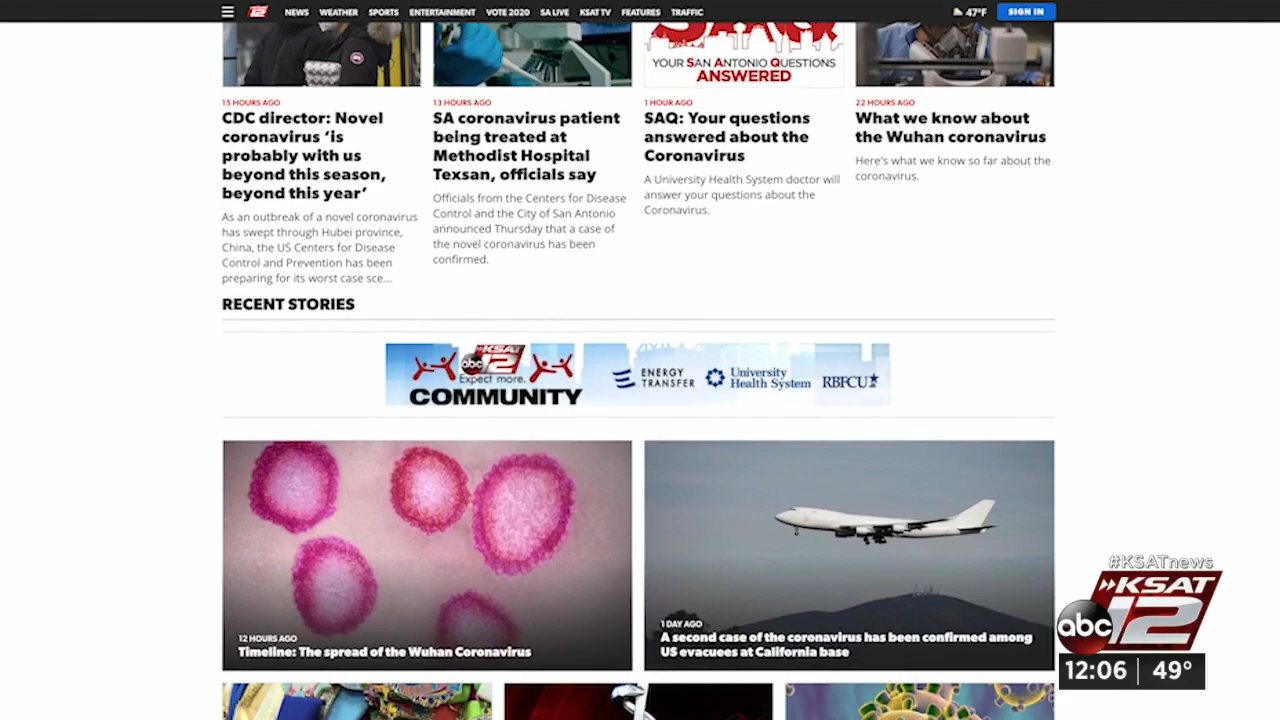 12
NEWS WEATHER SPORTS ENTERTAINMENT VOTE 2020 SA LIVE KSAT TV FEATURES TRAFFIC
47°F
SIGN IN
YOUR SAN ANTONIO QUESTIONS
ANSWERED
15 HOURS AGO
CDC director: Novel
coronavirus ‘is
probably with us
beyond this season,
beyond this year’
As an outbreak of a novel coronavirus
has swept through Hubei province,
China, the US Centers for Disease
Control and Prevention has been
preparing for its worst case sce...
13 HOURS AGO
SA coronavirus patient
being treated at
Methodist Hospital
Texsan, officials say
Officials from the Centers for Disease
Control and the City of San Antonio
announced Thursday that a case of
the novel coronavirus has been
confirmed.
1 HOUR AGO
SAQ: Your questions
answered about the
Coronavirus
A University Health System doctor will
answer your questions about the
Coronavirus.
22 HOURS AGO
What we know about
the Wuhan coronavirus
Here's what we know so far about the
coronavirus.
RECENT STORIES
KSAT
abc 12
Expect more.
COMMUNITY
ENERGY
TRANSFER
University
Health System
RBFCU
12 HOURS AGO
Timeline: The spread of the Wuhan Coronavirus
1 DAY AGO
A second case of the coronavirus has been confirmed among
US evacuees at California base
#KSATnews
KSAT
abc 12
12:06 49°